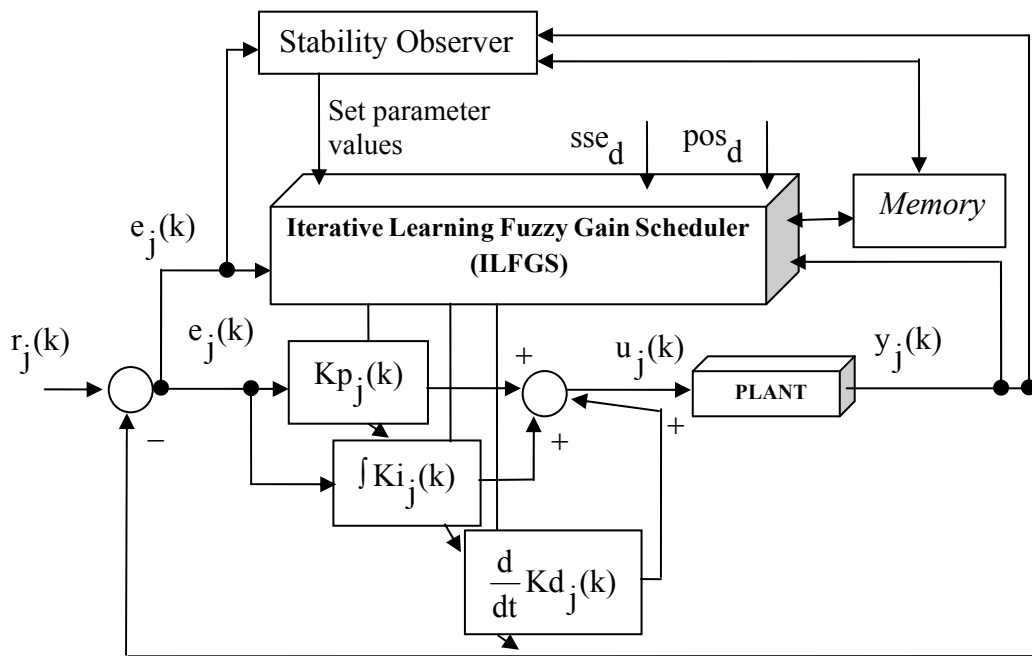 Stability Observer
Set parameter
values
sse_d
pos_d
Memory
Iterative Learning Fuzzy Gain Scheduler
(ILFGS)
e_j(k)
e_j(k)
r_j(k)
Kp_j(k)
+
u_j(k)
PLANT
y_j(k)
−
+
+
∫Ki_j(k)
d/dt Kd_j(k)